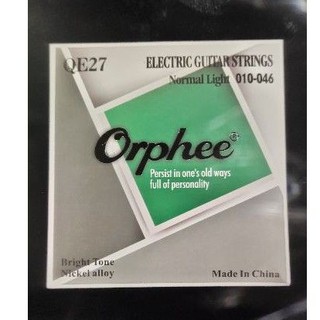 QE27 ELECTRIC GUITAR STRINGS
Normal Light 010-046
Orphee®
Persist in one's old ways
full of personality
Bright Tone
Nickel alloy Made In China